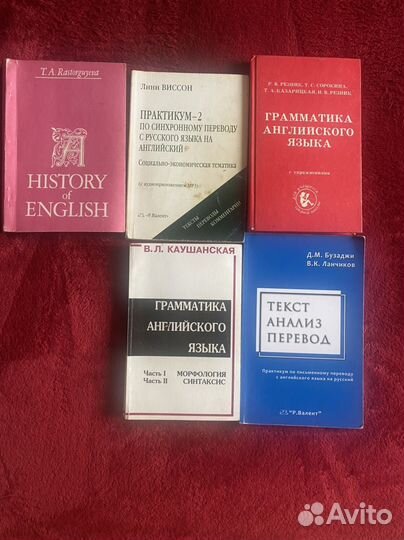 T. A. Rastorguyeva
A
HISTORY
of
ENGLISH
Линн ВИССОН
ПРАКТИКУМ–2
ПО СИНХРОННОМУ ПЕРЕВОДУ
С РУССКОГО ЯЗЫКА НА
АНГЛИЙСКИЙ
Социально-экономическая тематика
(с аудиоприложением MP3)
ТЕКСТЫ ПЕРЕВОДЫ КОММЕНТАРИИ
"Р.Валент"
Р. В. РЕЗНИК, Т. С. СОРОКИНА,
Т. А. КАЗАРИЦКАЯ, И. В. РЕЗНИК
ГРАММАТИКА
АНГЛИЙСКОГО
ЯЗЫКА
с упражнениями
В.Л. КАУШАНСКАЯ
ГРАММАТИКА
АНГЛИЙСКОГО
ЯЗЫКА
Часть I МОРФОЛОГИЯ
Часть II СИНТАКСИС
Д.М. Бузаджи
В.К. Ланчиков
ТЕКСТ
АНАЛИЗ
ПЕРЕВОД
Практикум по письменному переводу
с английского языка на русский
"Р.Валент"
Avito